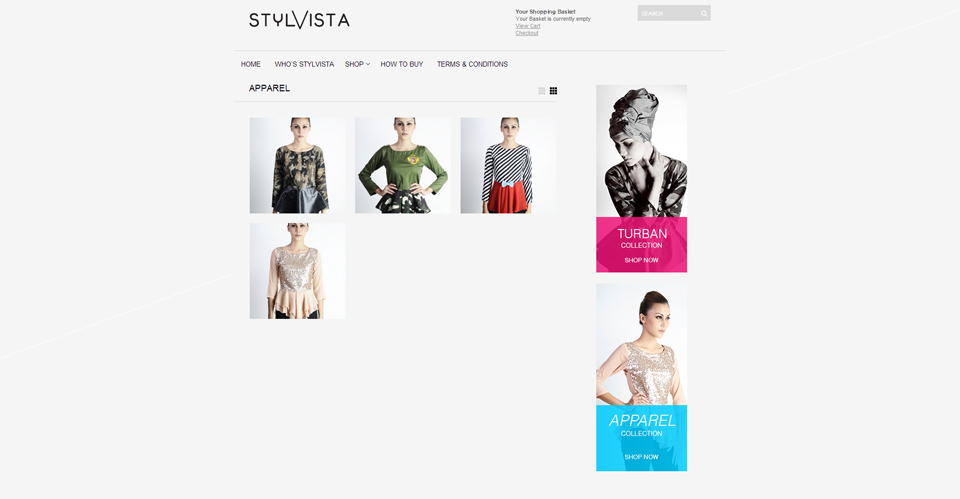 STYLVISTA
Your Shopping Basket
Your Basket is currently empty
View Cart
Checkout
SEARCH
HOME
WHO'S STYLVISTA
SHOP
HOW TO BUY
TERMS & CONDITIONS
APPAREL
TURBAN
COLLECTION
SHOP NOW
APPAREL
COLLECTION
SHOP NOW